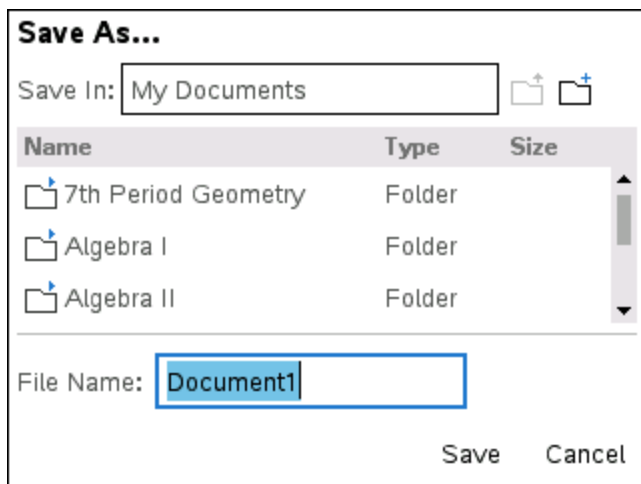 Save As...
Save In: My Documents
Name Type Size
7th Period Geometry Folder
Algebra I Folder
Algebra II Folder
File Name: Document1
Save Cancel